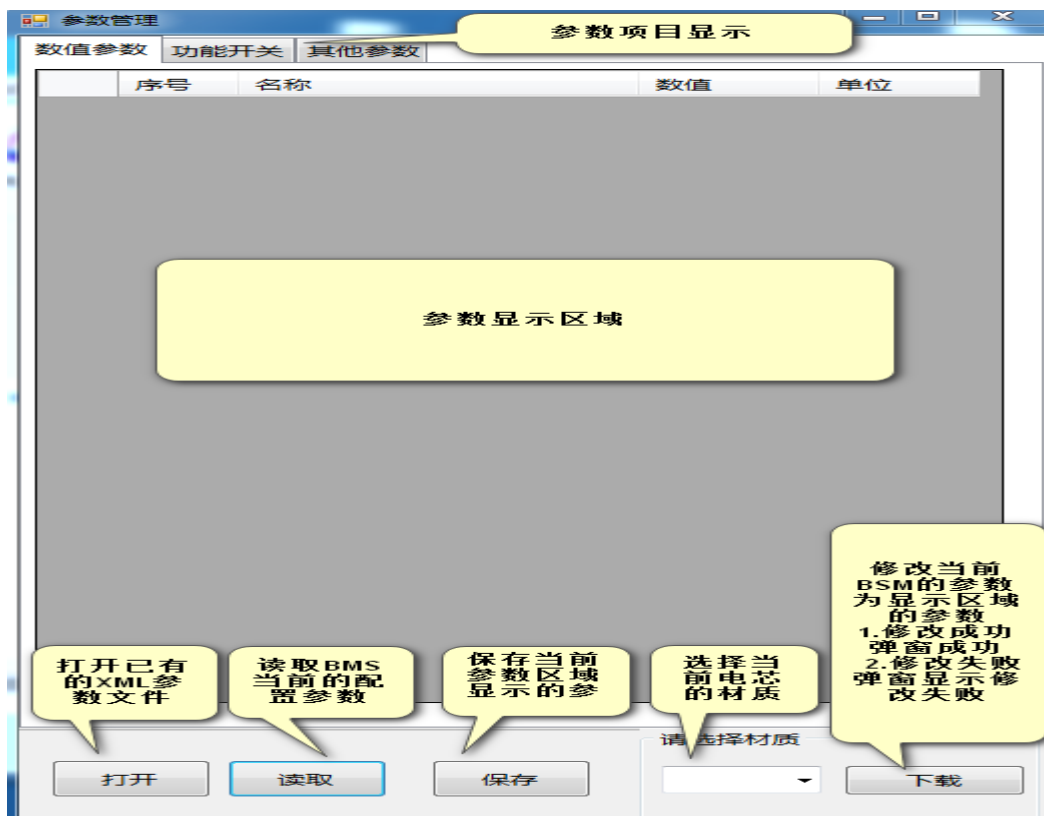 参数管理
参数项目显示
数值参数 功能开关 其他参数
序号 名称 数值 单位
参数显示区域
修改当前
BSM的参数
为显示区域
的参数
1.修改成功
弹窗成功
2.修改失败
弹窗显示修
改失败
打开已有
的XML参
数文件
读取BMS
当前的配
置参数
保存当前
参数区域
显示的参
选择当
前电芯
的材质
请选择材质
打开 读取 保存 下载